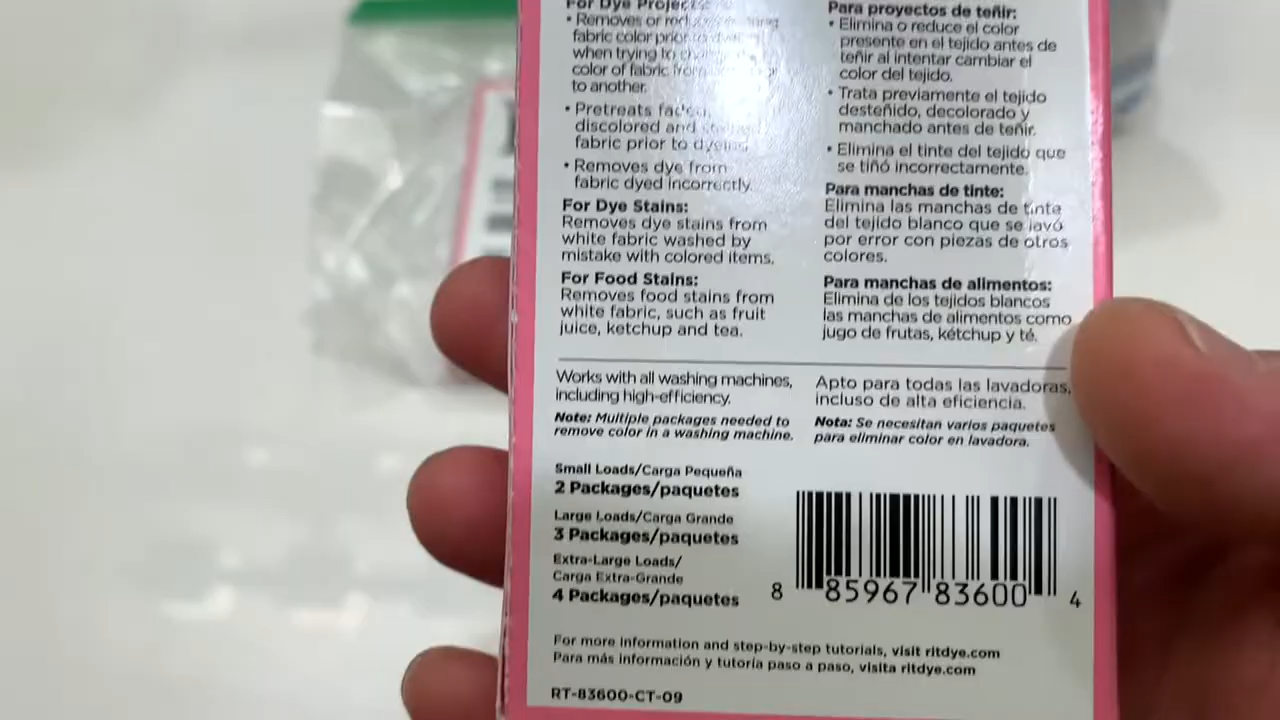 For Dye Projects:
• Removes or
fabric color prior to
when trying to
color of fabric from
to another.
• Pretreats faded,
discolored and
fabric prior to dyeing.
• Removes dye from
fabric dyed incorrectly.
For Dye Stains:
Removes dye stains from
white fabric washed by
mistake with colored items.
For Food Stains:
Removes food stains from
white fabric, such as fruit
juice, ketchup and tea.
Para proyectos de teñir:
• Elimina o reduce el color
presente en el tejido antes de
teñir al intentar cambiar el
color del tejido.
• Trata previamente el tejido
desteñido, decolorado y
manchado antes de teñir.
• Elimina el tinte del tejido que
se tiñó incorrectamente.
Para manchas de tinte:
Elimina las manchas de tinte
del tejido blanco que se lavó
por error con piezas de otros
colores.
Para manchas de alimentos:
Elimina de los tejidos blancos
las manchas de alimentos como
jugo de frutas, kétchup y té.
Works with all washing machines,
including high-efficiency.
Note: Multiple packages needed to
remove color in a washing machine.
Apto para todas las lavadoras,
incluso de alta eficiencia.
Nota: Se necesitan varios paquetes
para eliminar color en lavadora.
Small Loads/Carga Pequeña
2 Packages/paquetes
Large Loads/Carga Grande
3 Packages/paquetes
Extra-Large Loads/
Carga Extra-Grande
4 Packages/paquetes
8 85967 83600 4
For more information and step-by-step tutorials, visit ritdye.com
Para más información y tutoría paso a paso, visita ritdye.com
RT-83600-CT-09